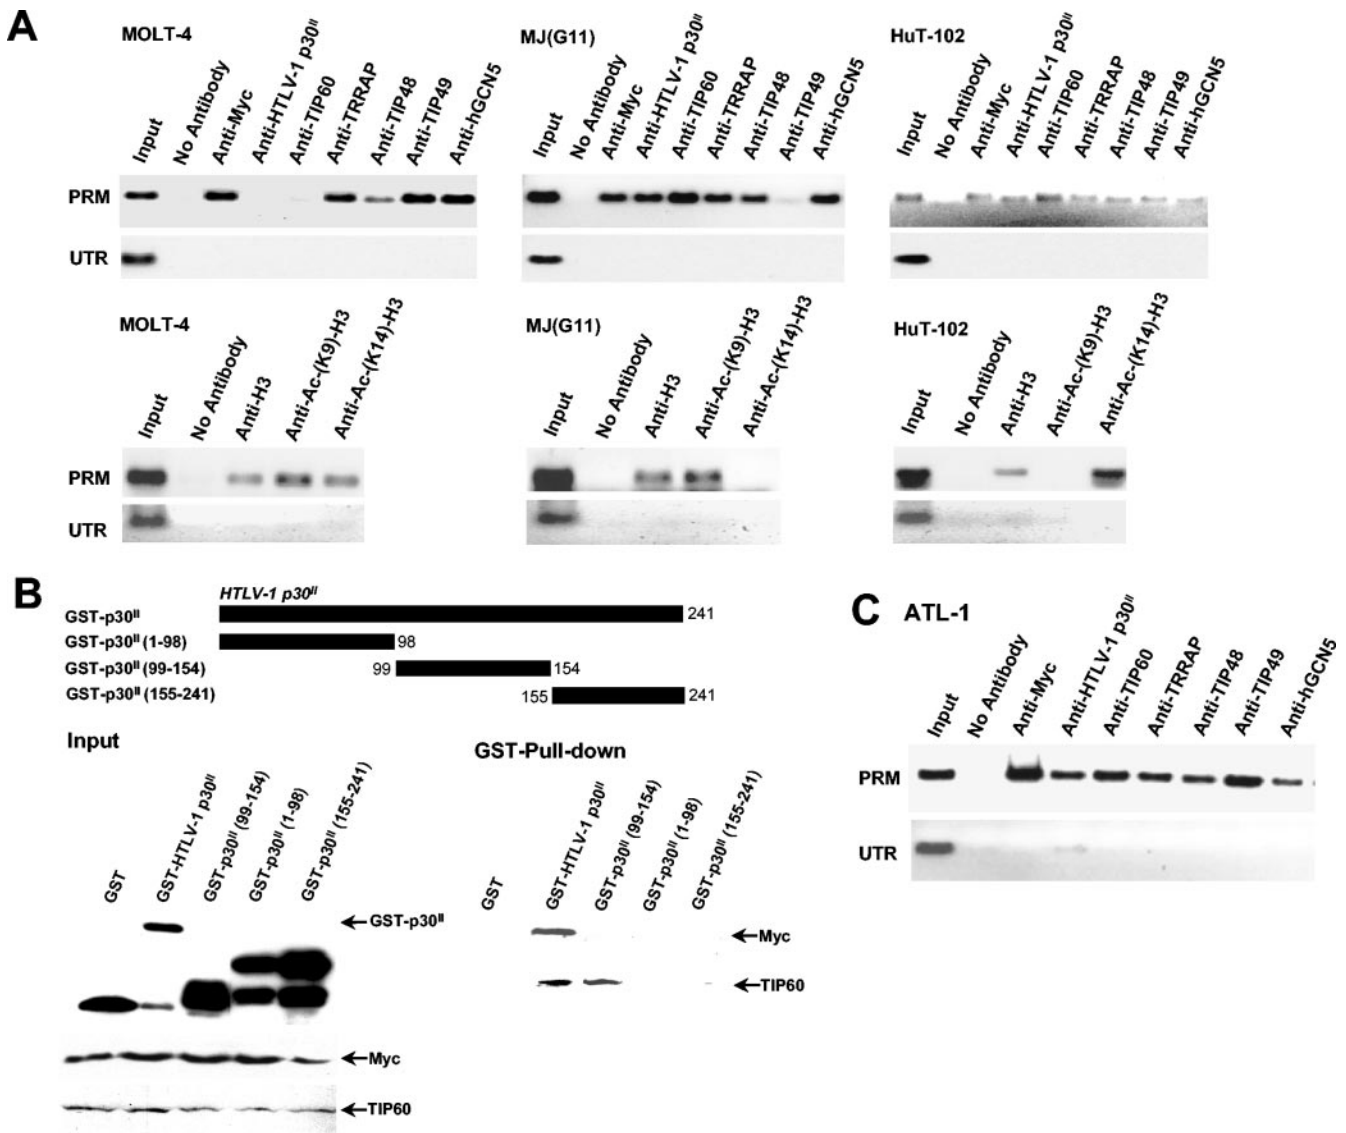 A
MOLT-4
Input
No Antibody
Anti-Myc
Anti-HTLV-1 p30II
Anti-TIP60
Anti-TRRAP
Anti-TIP48
Anti-TIP49
Anti-hGCN5
PRM
UTR
MJ(G11)
Input
No Antibody
Anti-Myc
Anti-HTLV-1 p30II
Anti-TIP60
Anti-TRRAP
Anti-TIP48
Anti-TIP49
Anti-hGCN5
HuT-102
Input
No Antibody
Anti-Myc
Anti-HTLV-1 p30II
Anti-TIP60
Anti-TRRAP
Anti-TIP48
Anti-TIP49
Anti-hGCN5
MOLT-4
Input
No Antibody
Anti-H3
Anti-Ac-(K9)-H3
Anti-Ac-(K14)-H3
PRM
UTR
MJ(G11)
Input
No Antibody
Anti-H3
Anti-Ac-(K9)-H3
Anti-Ac-(K14)-H3
HuT-102
Input
No Antibody
Anti-H3
Anti-Ac-(K9)-H3
Anti-Ac-(K14)-H3
B
HTLV-1 p30II
GST-p30II 241
GST-p30II (1-98) 98
GST-p30II (99-154) 99 154
GST-p30II (155-241) 155 241
Input
GST
GST-HTLV-1 p30II
GST-p30II (99-154)
GST-p30II (1-98)
GST-p30II (155-241)
GST-p30II
Myc
TIP60
GST-Pull-down
GST
GST-HTLV-1 p30II
GST-p30II (99-154)
GST-p30II (1-98)
GST-p30II (155-241)
Myc
TIP60
C
ATL-1
Input
No Antibody
Anti-Myc
Anti-HTLV-1 p30II
Anti-TIP60
Anti-TRRAP
Anti-TIP48
Anti-TIP49
Anti-hGCN5
PRM
UTR